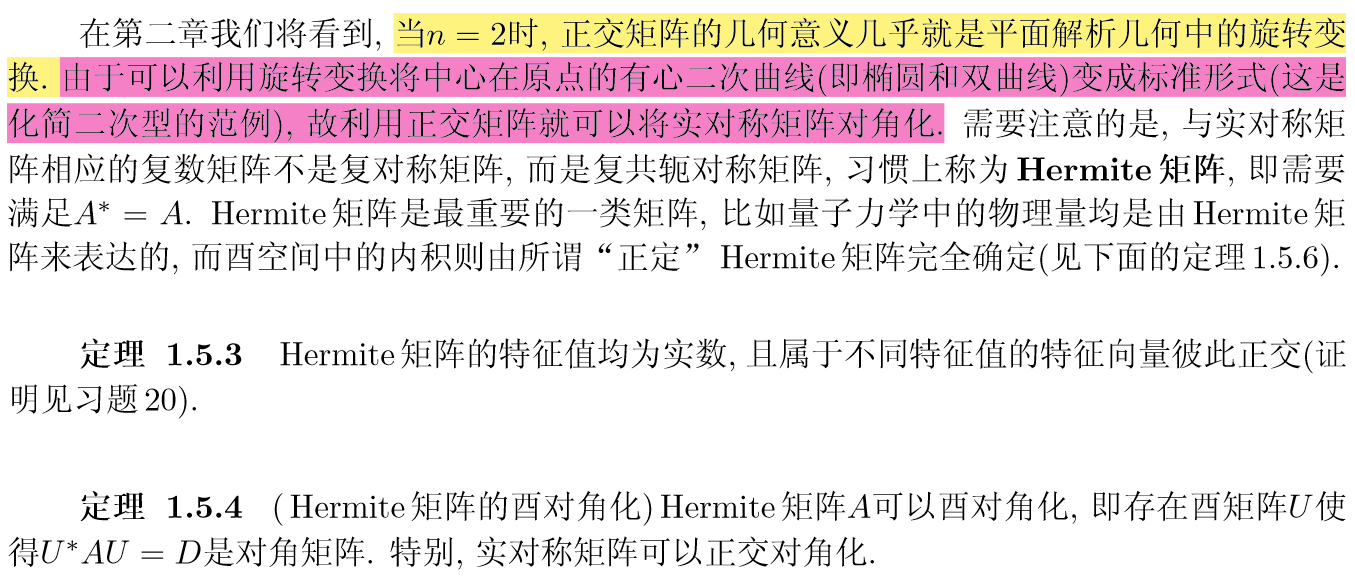 在第二章我们将看到, 当n = 2时, 正交矩阵的几何意义几乎就是平面解析几何中的旋转变
换. 由于可以利用旋转变换将中心在原点的有心二次曲线(即椭圆和双曲线)变成标准形式(这是
化简二次型的范例), 故利用正交矩阵就可以将实对称矩阵对角化. 需要注意的是, 与实对称矩
阵相应的复数矩阵不是复对称矩阵, 而是复共轭对称矩阵, 习惯上称为 Hermite 矩阵, 即需要
满足A* = A. Hermite 矩阵是最重要的一类矩阵, 比如量子力学中的物理量均是由 Hermite 矩
阵来表达的, 而酉空间中的内积则由所谓“正定” Hermite 矩阵完全确定(见下面的定理 1.5.6).
定理 1.5.3 Hermite 矩阵的特征值均为实数, 且属于不同特征值的特征向量彼此正交(证
明见习题 20).
定理 1.5.4 (Hermite 矩阵的酉对角化) Hermite 矩阵A可以酉对角化, 即存在酉矩阵U使
得U*AU = D是对角矩阵. 特别, 实对称矩阵可以正交对角化.